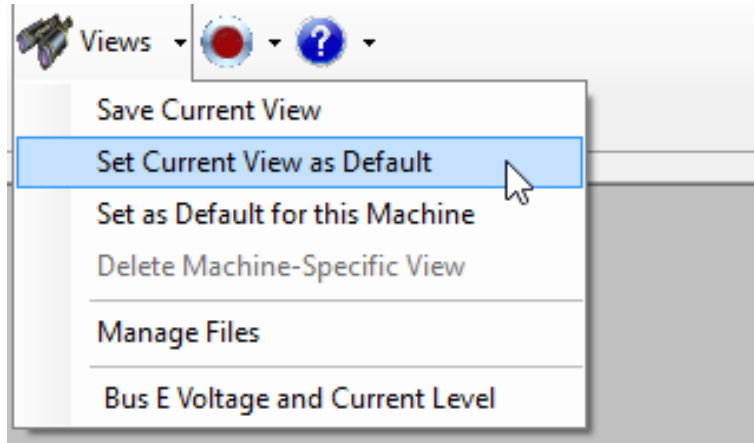 Views
?
Save Current View
Set Current View as Default
Set as Default for this Machine
Delete Machine-Specific View
Manage Files
Bus E Voltage and Current Level